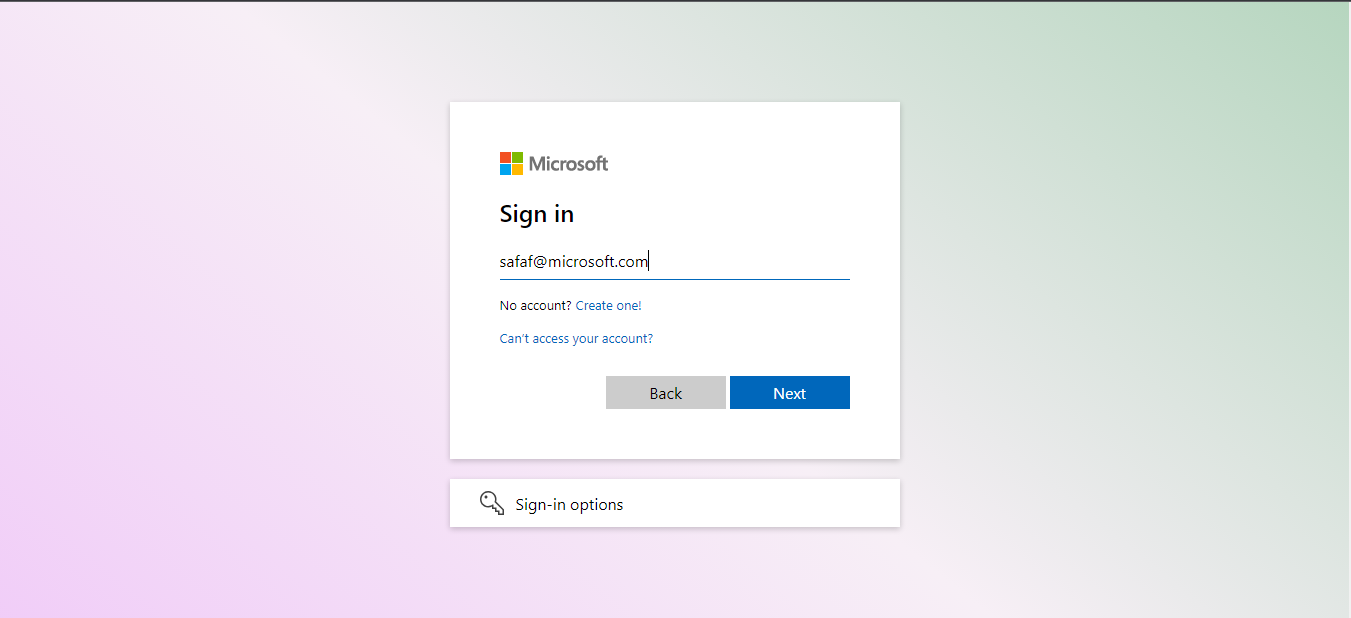 Microsoft
Sign in
safaf@microsoft.com
No account? Create one!
Can't access your account?
Back
Next
Sign-in options